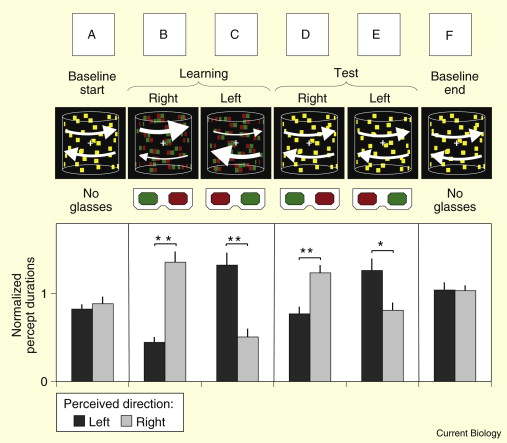 A B C D E F
Baseline start
Learning
Right Left
Test
Right Left
Baseline end
No glasses
No glasses
Normalized percept durations
1
0
** ** ** *
Perceived direction:
Left Right
Current Biology